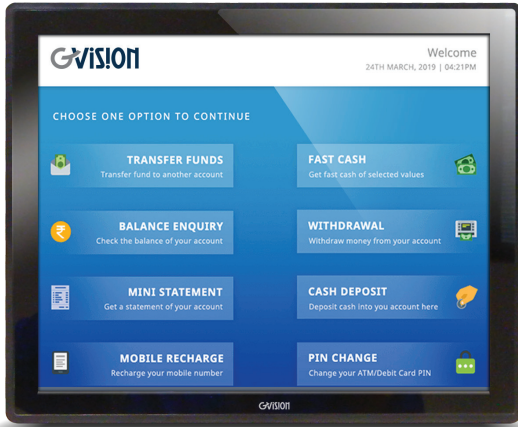 GVISION
Welcome
24TH MARCH, 2019 | 04:21PM
CHOOSE ONE OPTION TO CONTINUE
TRANSFER FUNDS
Transfer fund to another account
FAST CASH
Get fast cash of selected values
BALANCE ENQUIRY
Check the balance of your account
WITHDRAWAL
Withdraw money from your account
MINI STATEMENT
Get a statement of your account
CASH DEPOSIT
Deposit cash into you account here
MOBILE RECHARGE
Recharge your mobile number
PIN CHANGE
Change your ATM/Debit Card PIN
GVISION